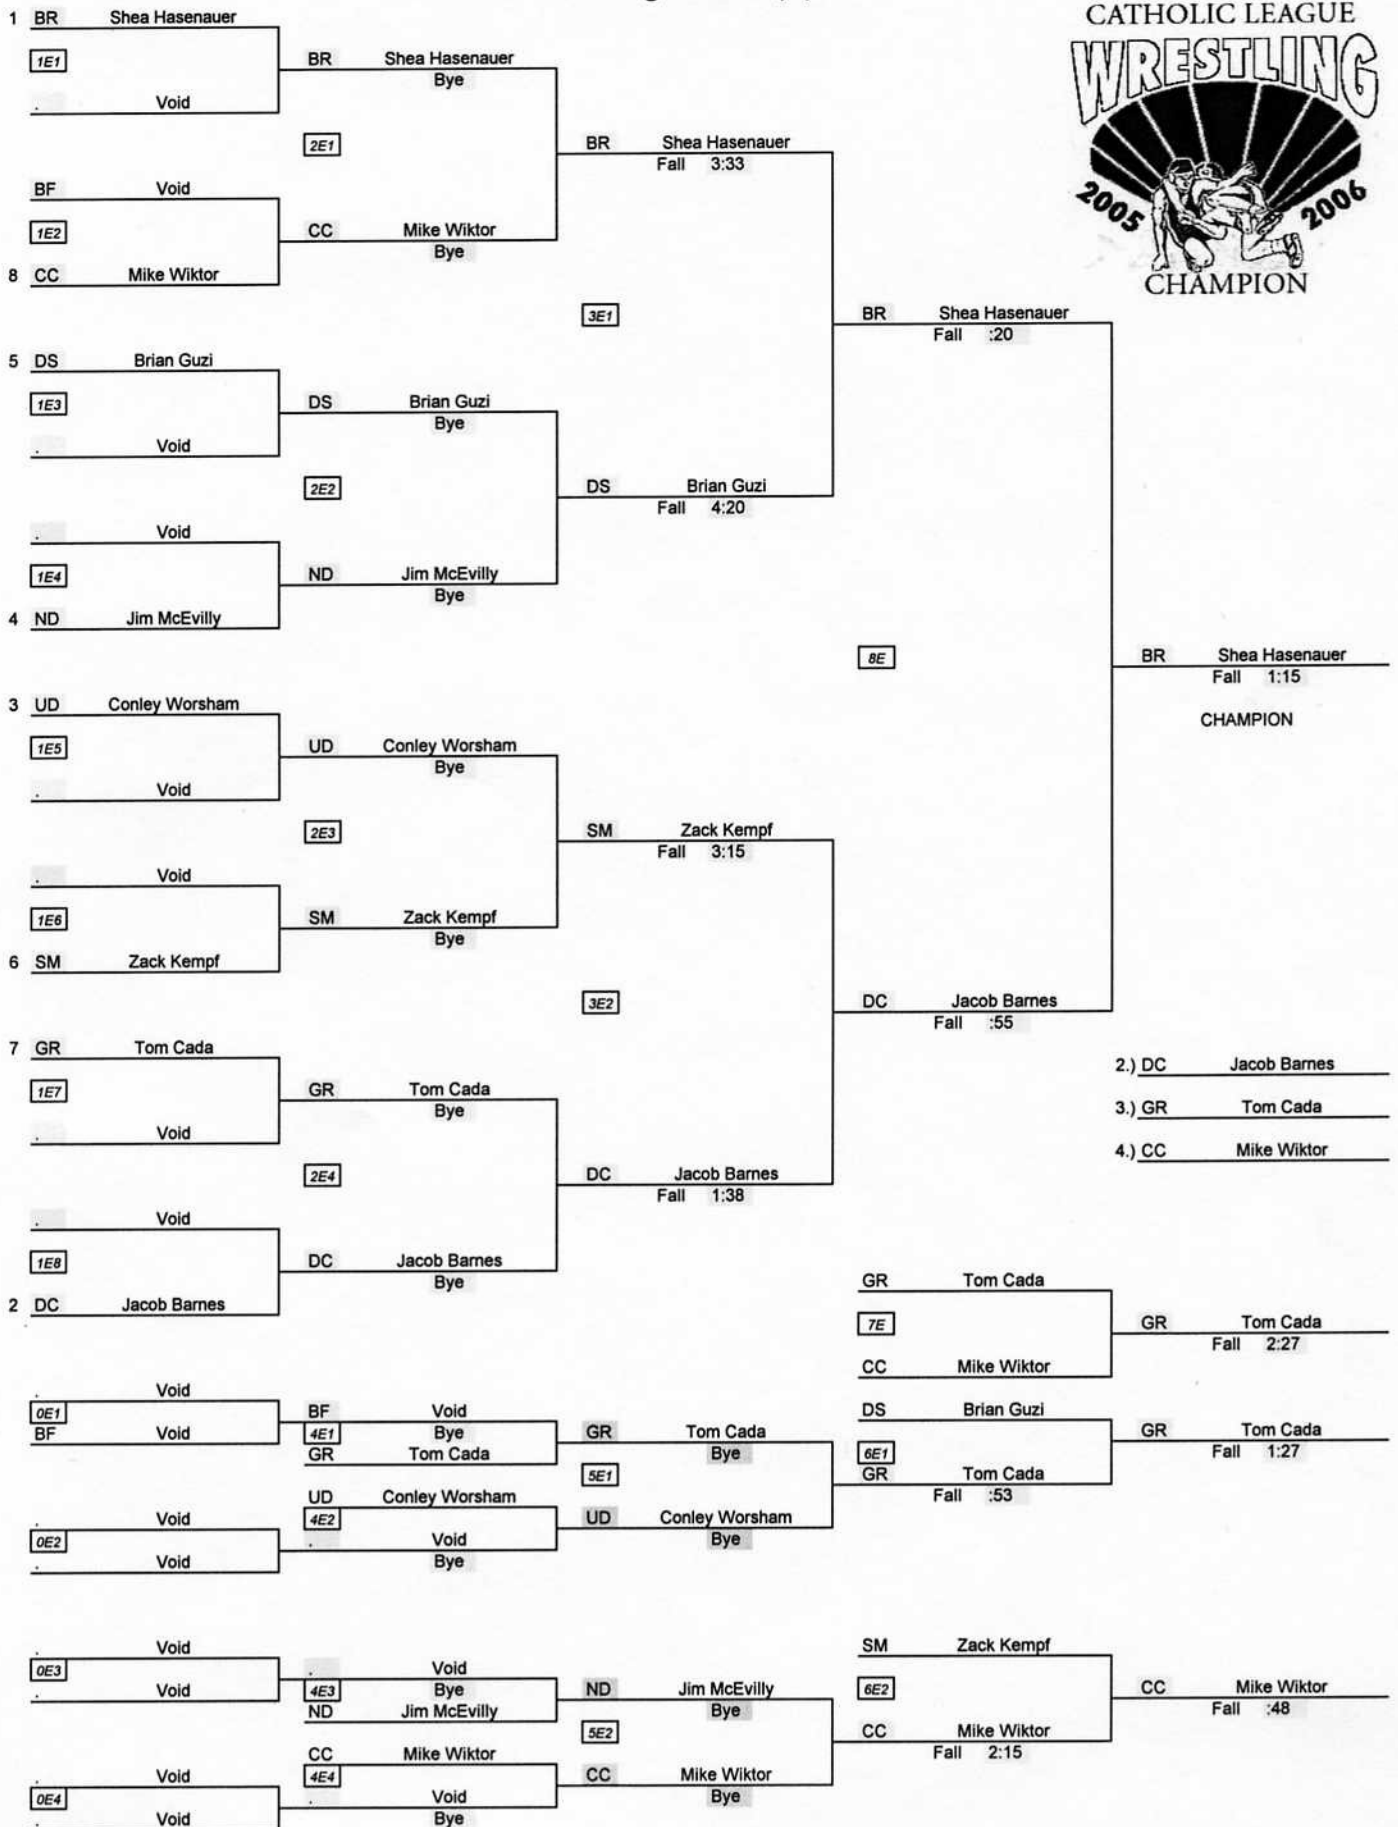 CATHOLIC LEAGUE
WRESTLING
2005 2006
CHAMPION
1 BR Shea Hasenauer
1E1
. Void
BR Shea Hasenauer
Bye
2E1
BF Void
1E2
8 CC Mike Wiktor
CC Mike Wiktor
Bye
BR Shea Hasenauer
Fall 3:33
3E1
5 DS Brian Guzi
1E3
. Void
DS Brian Guzi
Bye
2E2
. Void
1E4
4 ND Jim McEvilly
ND Jim McEvilly
Bye
DS Brian Guzi
Fall 4:20
BR Shea Hasenauer
Fall :20
8E
BR Shea Hasenauer
Fall 1:15
CHAMPION
3 UD Conley Worsham
1E5
. Void
UD Conley Worsham
Bye
2E3
. Void
1E6
6 SM Zack Kempf
SM Zack Kempf
Bye
SM Zack Kempf
Fall 3:15
3E2
7 GR Tom Cada
1E7
. Void
GR Tom Cada
Bye
2E4
. Void
1E8
2 DC Jacob Barnes
DC Jacob Barnes
Bye
DC Jacob Barnes
Fall 1:38
DC Jacob Barnes
Fall :55
2.) DC Jacob Barnes
3.) GR Tom Cada
4.) CC Mike Wiktor
GR Tom Cada
7E
CC Mike Wiktor
GR Tom Cada
Fall 2:27
. Void
0E1
BF Void
BF Void
4E1 Bye
GR Tom Cada
GR Tom Cada
Bye
5E1
. Void
0E2
. Void
UD Conley Worsham
4E2
. Void
Bye
UD Conley Worsham
Bye
DS Brian Guzi
6E1
GR Tom Cada
Fall :53
GR Tom Cada
Fall 1:27
. Void
0E3
. Void
. Void
4E3 Bye
ND Jim McEvilly
ND Jim McEvilly
Bye
5E2
. Void
0E4
. Void
CC Mike Wiktor
4E4
. Void
Bye
CC Mike Wiktor
Bye
SM Zack Kempf
6E2
CC Mike Wiktor
Fall 2:15
CC Mike Wiktor
Fall :48